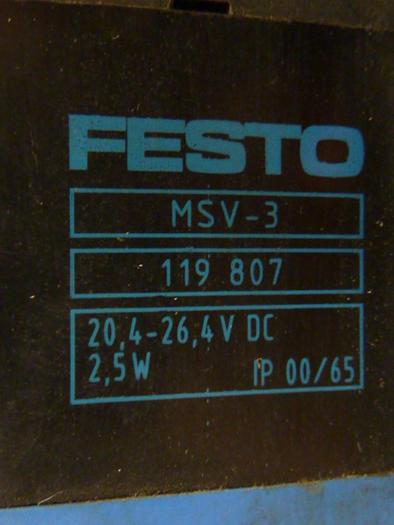 FESTO
MSV-3
119 807
20,4-26,4V DC
2,5W IP 00/65